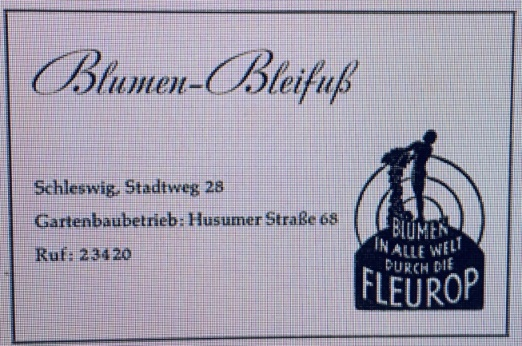 Blumen-Bleifuß
Schleswig, Stadtweg 28
Gartenbaubetrieb: Husumer Straße 68
Ruf: 23420
BLUMEN
IN ALLE WELT
DURCH DIE
FLEUROP